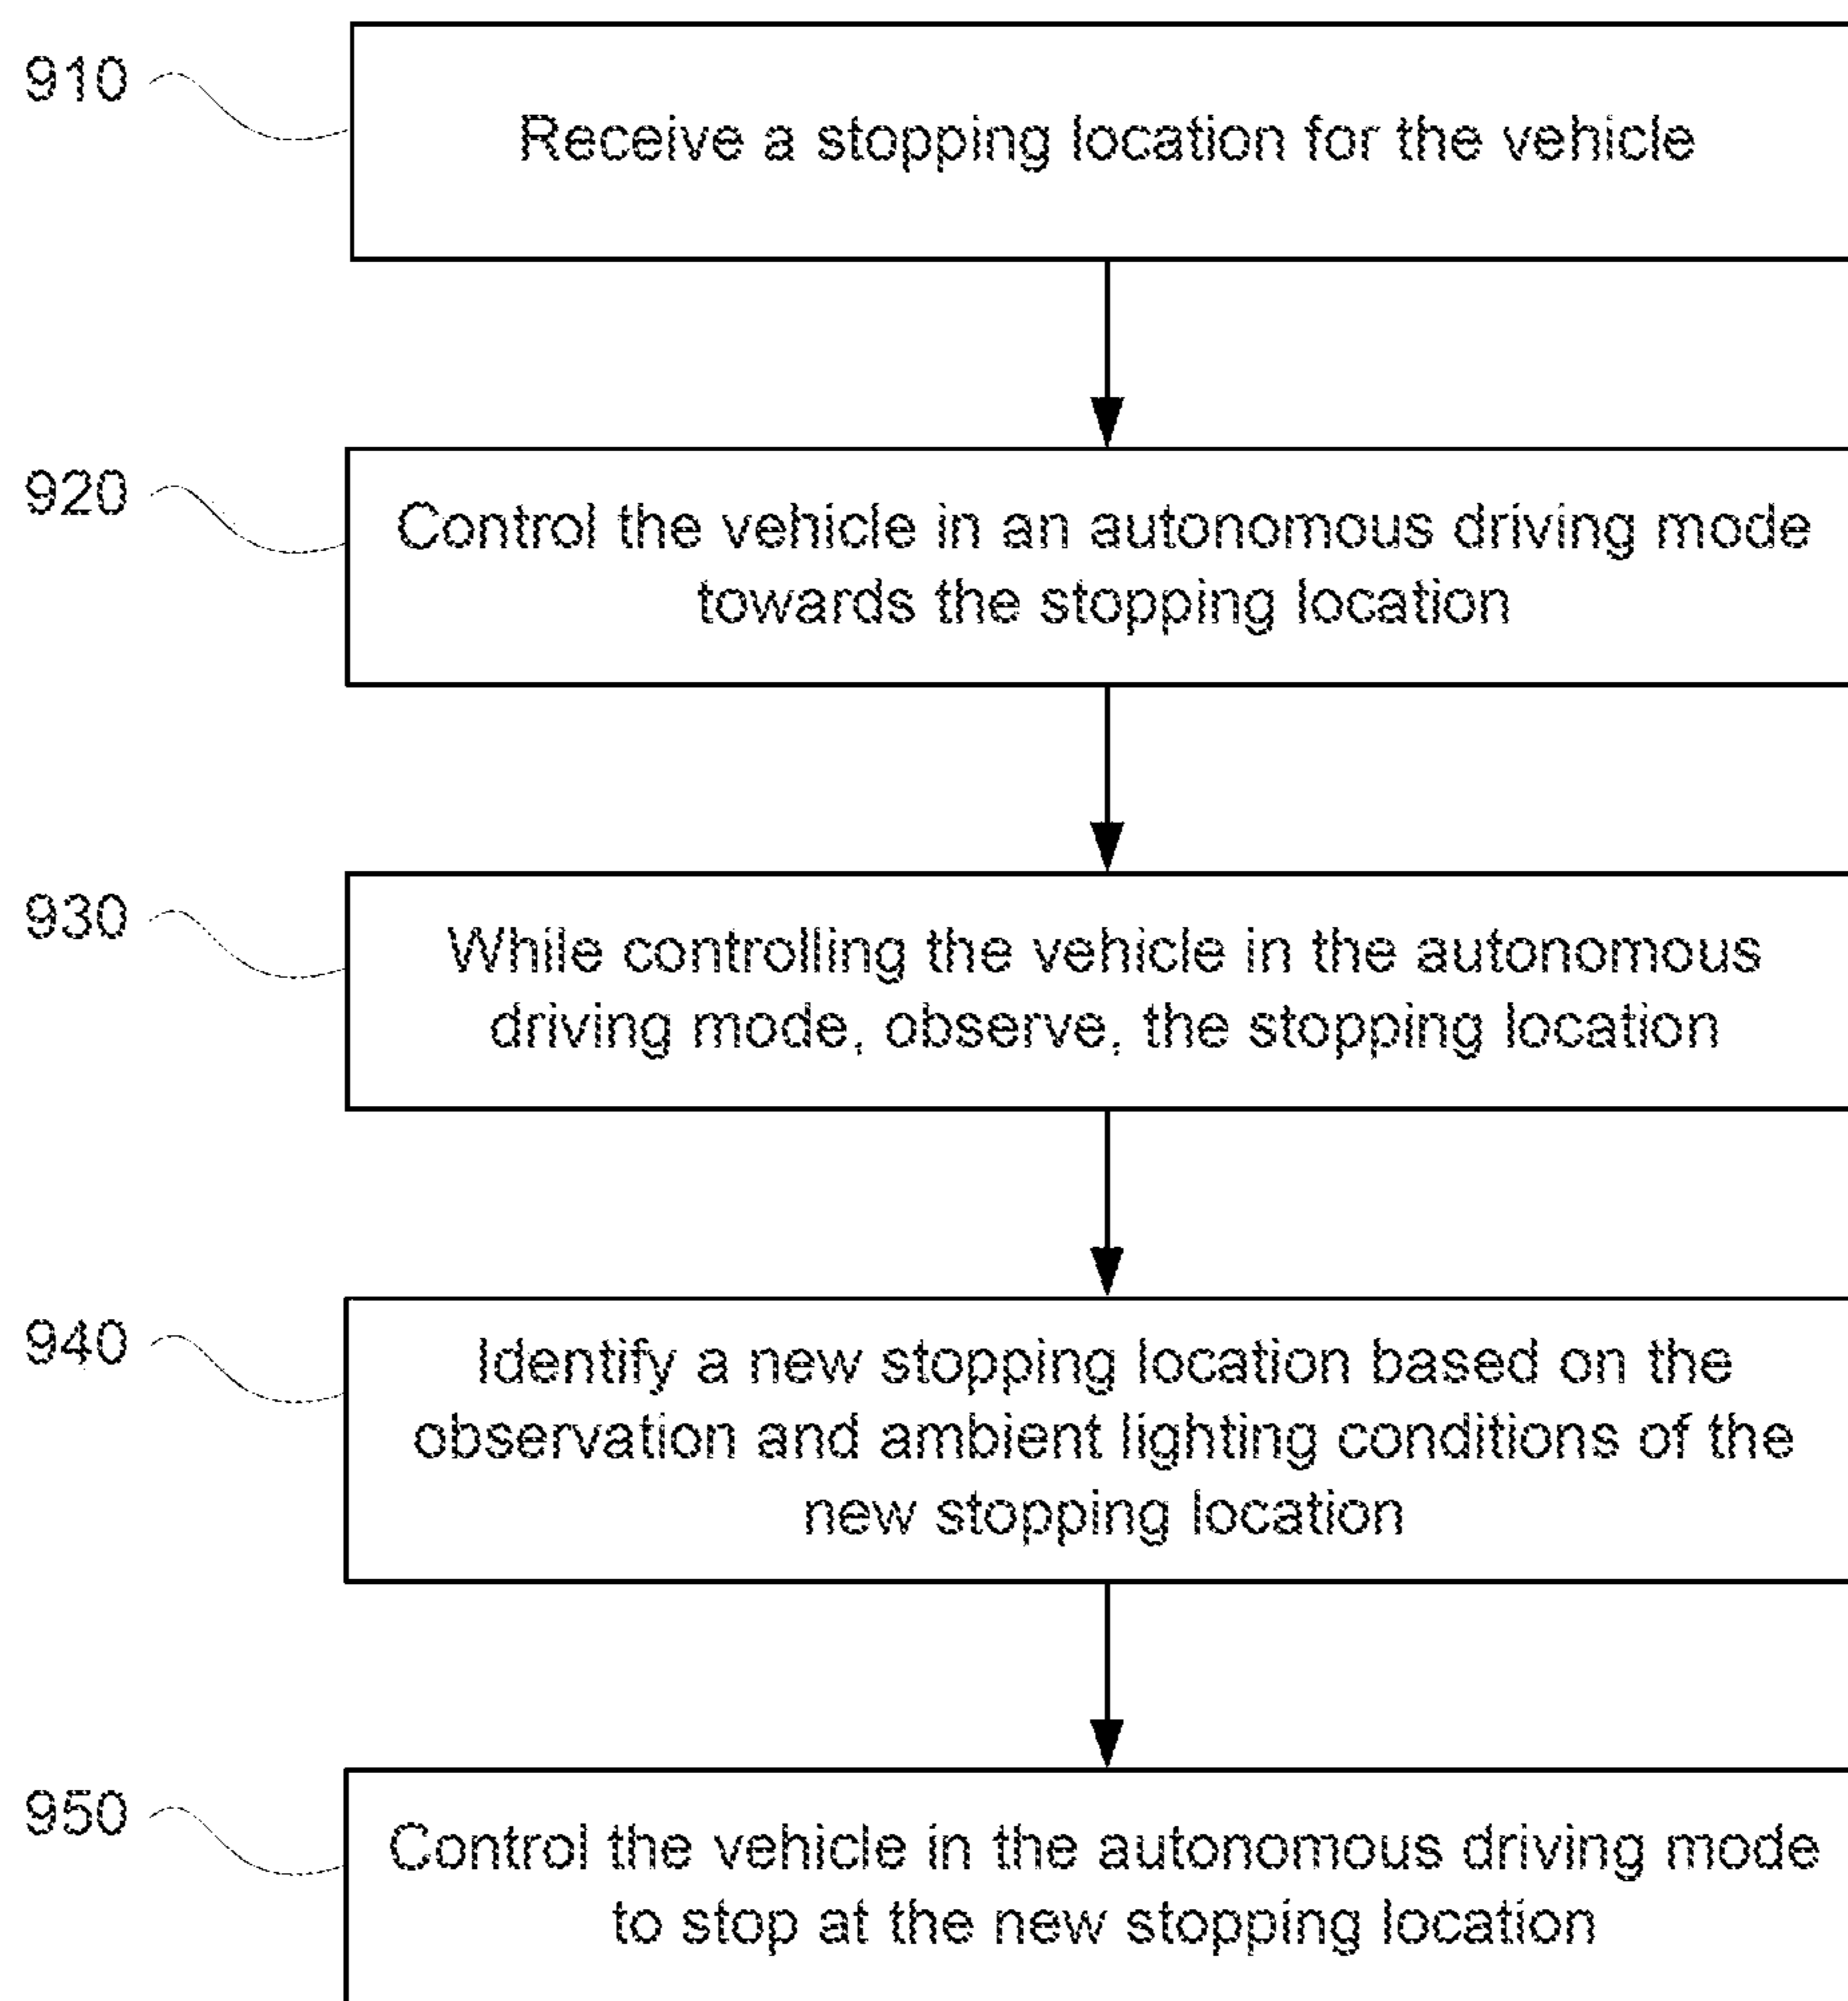 910
Receive a stopping location for the vehicle
920
Control the vehicle in an autonomous driving mode
towards the stopping location
930
While controlling the vehicle in the autonomous
driving mode, observe, the stopping location
940
Identify a new stopping location based on the
observation and ambient lighting conditions of the
new stopping location
950
Control the vehicle in the autonomous driving mode
to stop at the new stopping location